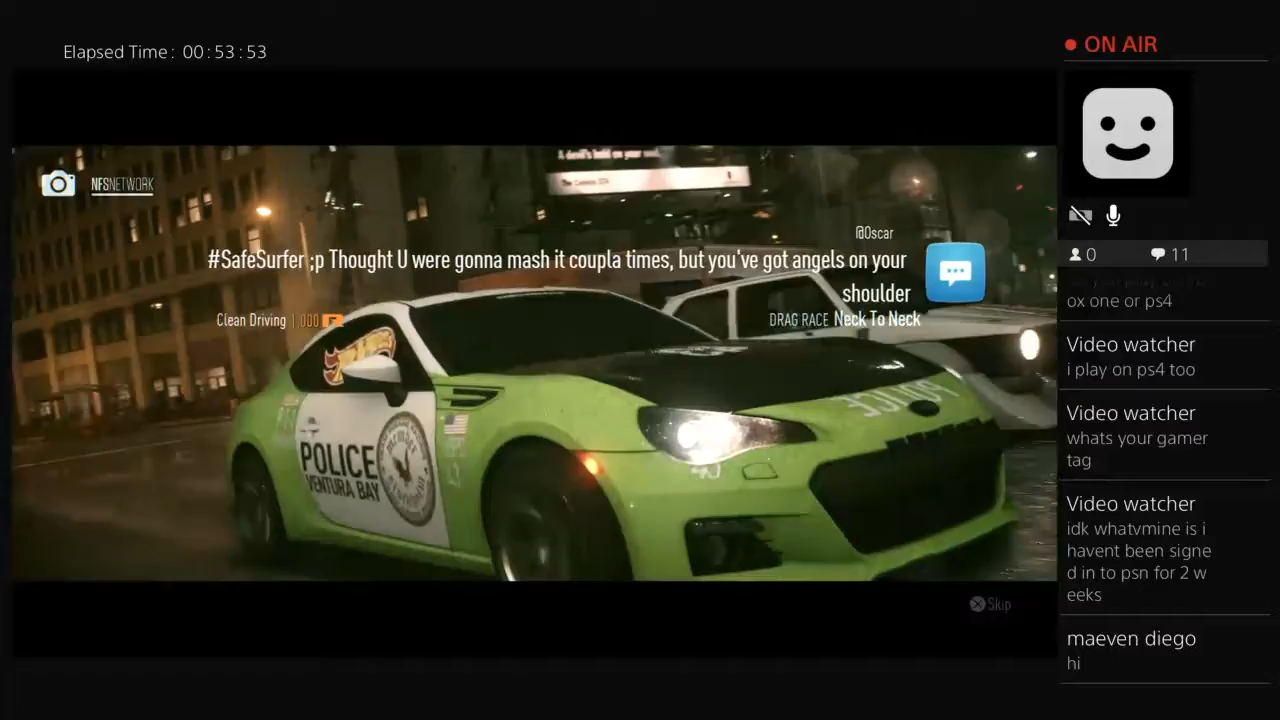 Elapsed Time: 00:53:53
ON AIR
NFSNETWORK
@Oscar
#SafeSurfer ;p Thought U were gonna mash it coupla times, but you've got angels on your
shoulder
Clean Driving | 000
DRAG RACE Neck To Neck
HOT WHEELS
POLICE
POLICE
VENTURA BAY
Skip
0
11
ox one or ps4
Video watcher
i play on ps4 too
Video watcher
whats your gamer
tag
Video watcher
idk whatvmine is i
havent been signe
d in to psn for 2 w
eeks
maeven diego
hi